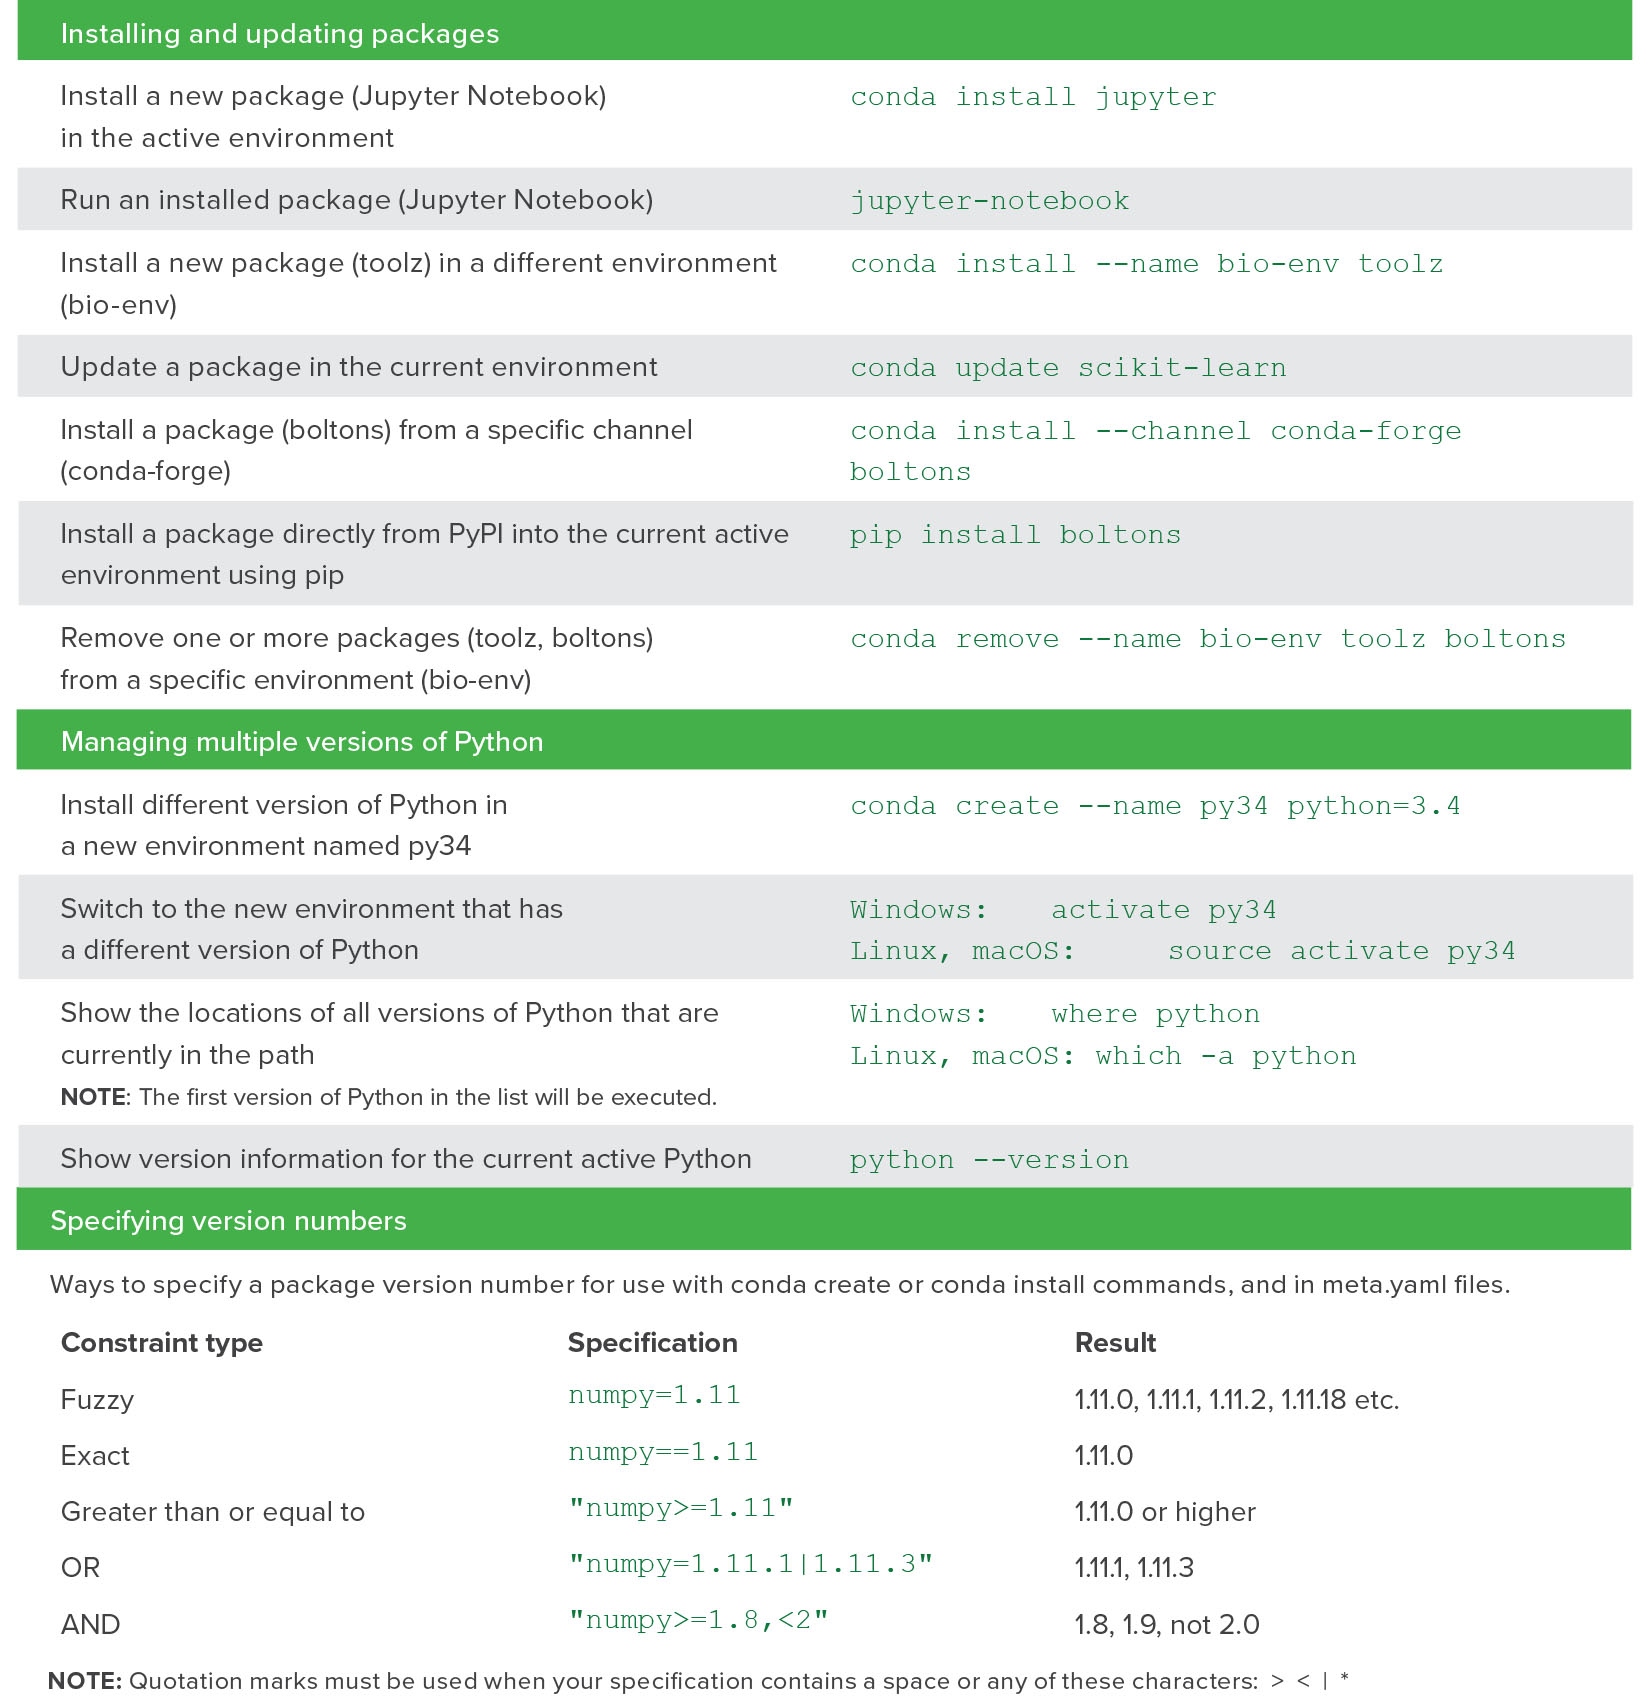 Installing and updating packages
Install a new package (Jupyter Notebook)
in the active environment
conda install jupyter
Run an installed package (Jupyter Notebook)
jupyter-notebook
Install a new package (toolz) in a different environment
(bio-env)
conda install --name bio-env toolz
Update a package in the current environment
conda update scikit-learn
Install a package (boltons) from a specific channel
(conda-forge)
conda install --channel conda-forge
boltons
Install a package directly from PyPI into the current active
environment using pip
pip install boltons
Remove one or more packages (toolz, boltons)
from a specific environment (bio-env)
conda remove --name bio-env toolz boltons
Managing multiple versions of Python
Install different version of Python in
a new environment named py34
conda create --name py34 python=3.4
Switch to the new environment that has
a different version of Python
Windows: activate py34
Linux, macOS: source activate py34
Show the locations of all versions of Python that are
currently in the path
NOTE: The first version of Python in the list will be executed.
Windows: where python
Linux, macOS: which -a python
Show version information for the current active Python
python --version
Specifying version numbers
Ways to specify a package version number for use with conda create or conda install commands, and in meta.yaml files.
Constraint type Specification Result
Fuzzy numpy=1.11 1.11.0, 1.11.1, 1.11.2, 1.11.18 etc.
Exact numpy==1.11 1.11.0
Greater than or equal to "numpy>=1.11" 1.11.0 or higher
OR "numpy=1.11.1|1.11.3" 1.11.1, 1.11.3
AND "numpy>=1.8,<2" 1.8, 1.9, not 2.0
NOTE: Quotation marks must be used when your specification contains a space or any of these characters: > < | *